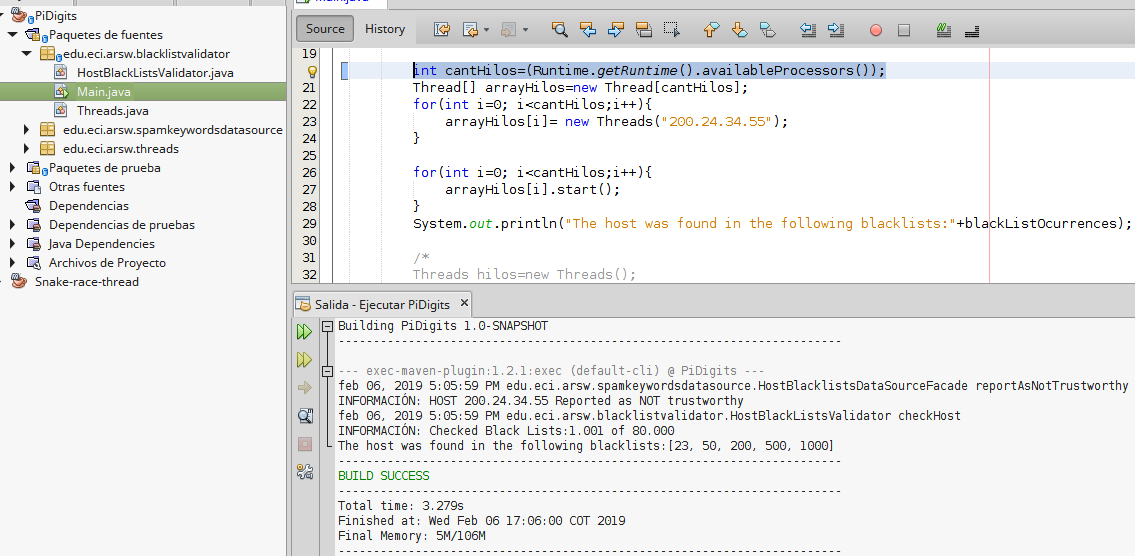 PiDigits
Paquetes de fuentes
edu.eci.arsw.blacklistvalidator
HostBlackListsValidator.java
Main.java
Threads.java
edu.eci.arsw.spamkeywordsdatasource
edu.eci.arsw.threads
Paquetes de prueba
Otras fuentes
Dependencias
Dependencias de pruebas
Java Dependencies
Archivos de Proyecto
Snake-race-thread
Source History
19
int cantHilos=(Runtime.getRuntime().availableProcessors());
21 Thread[] arrayHilos=new Thread[cantHilos];
22 for(int i=0; i<cantHilos;i++){
23 arrayHilos[i]= new Threads("200.24.34.55");
24 }
25
26 for(int i=0; i<cantHilos;i++){
27 arrayHilos[i].start();
28 }
29 System.out.println("The host was found in the following blacklists:"+blackListOcurrences);
30
31 /*
32 Threads hilos=new Threads();
Salida - Ejecutar PiDigits
Building PiDigits 1.0-SNAPSHOT
------------------------------------------------------------------------
--- exec-maven-plugin:1.2.1:exec (default-cli) @ PiDigits ---
feb 06, 2019 5:05:59 PM edu.eci.arsw.spamkeywordsdatasource.HostBlacklistsDataSourceFacade reportAsNotTrustworthy
INFORMACIÓN: HOST 200.24.34.55 Reported as NOT trustworthy
feb 06, 2019 5:05:59 PM edu.eci.arsw.blacklistvalidator.HostBlackListsValidator checkHost
INFORMACIÓN: Checked Black Lists:1.001 of 80.000
The host was found in the following blacklists:[23, 50, 200, 500, 1000]
------------------------------------------------------------------------
BUILD SUCCESS
------------------------------------------------------------------------
Total time: 3.279s
Finished at: Wed Feb 06 17:06:00 COT 2019
Final Memory: 5M/106M
------------------------------------------------------------------------